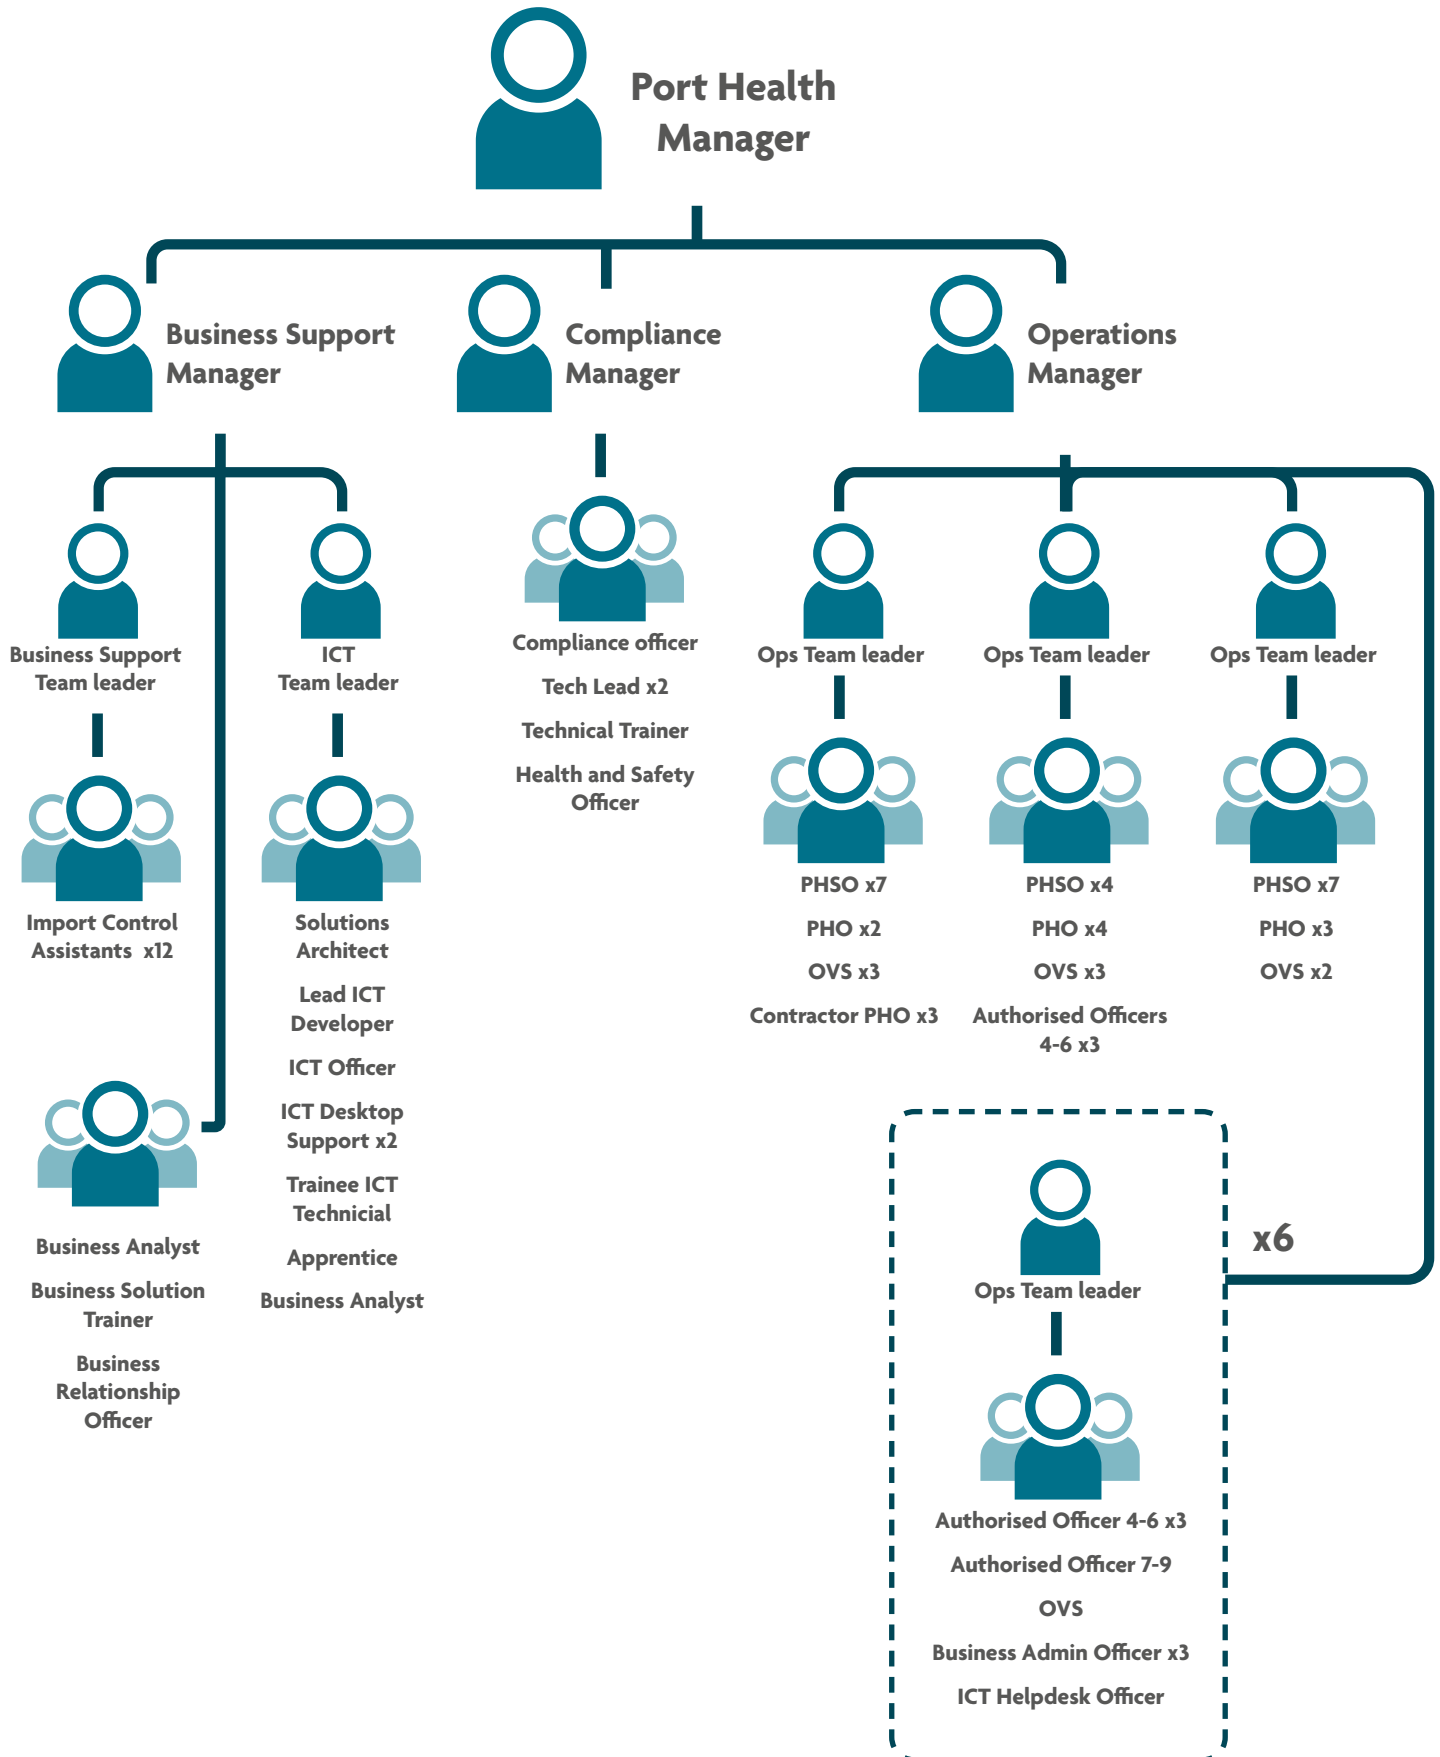 Port Health
Manager
Business Support
Manager
Compliance
Manager
Operations
Manager
Business Support
Team leader
ICT
Team leader
Import Control
Assistants x12
Solutions
Architect
Lead ICT
Developer
ICT Officer
ICT Desktop
Support x2
Trainee ICT
Technicial
Apprentice
Business Analyst
Business Analyst
Business Solution
Trainer
Business
Relationship
Officer
Compliance officer
Tech Lead x2
Technical Trainer
Health and Safety
Officer
Ops Team leader
PHSO x7
PHO x2
OVS x3
Contractor PHO x3
Ops Team leader
PHSO x4
PHO x4
OVS x3
Authorised Officers
4-6 x3
Ops Team leader
PHSO x7
PHO x3
OVS x2
x6
Ops Team leader
Authorised Officer 4-6 x3
Authorised Officer 7-9
OVS
Business Admin Officer x3
ICT Helpdesk Officer